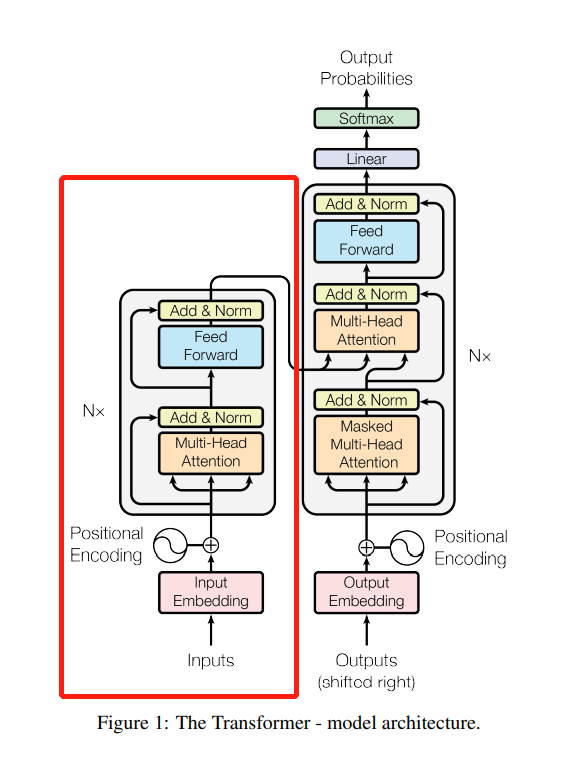 Output
Probabilities
Softmax
Linear
Add & Norm
Feed
Forward
Add & Norm
Multi-Head
Attention
Add & Norm
Masked
Multi-Head
Attention
N×
Positional
Encoding
Output
Embedding
Outputs
(shifted right)
Add & Norm
Feed
Forward
Add & Norm
Multi-Head
Attention
N×
Positional
Encoding
Input
Embedding
Inputs
Figure 1: The Transformer - model architecture.